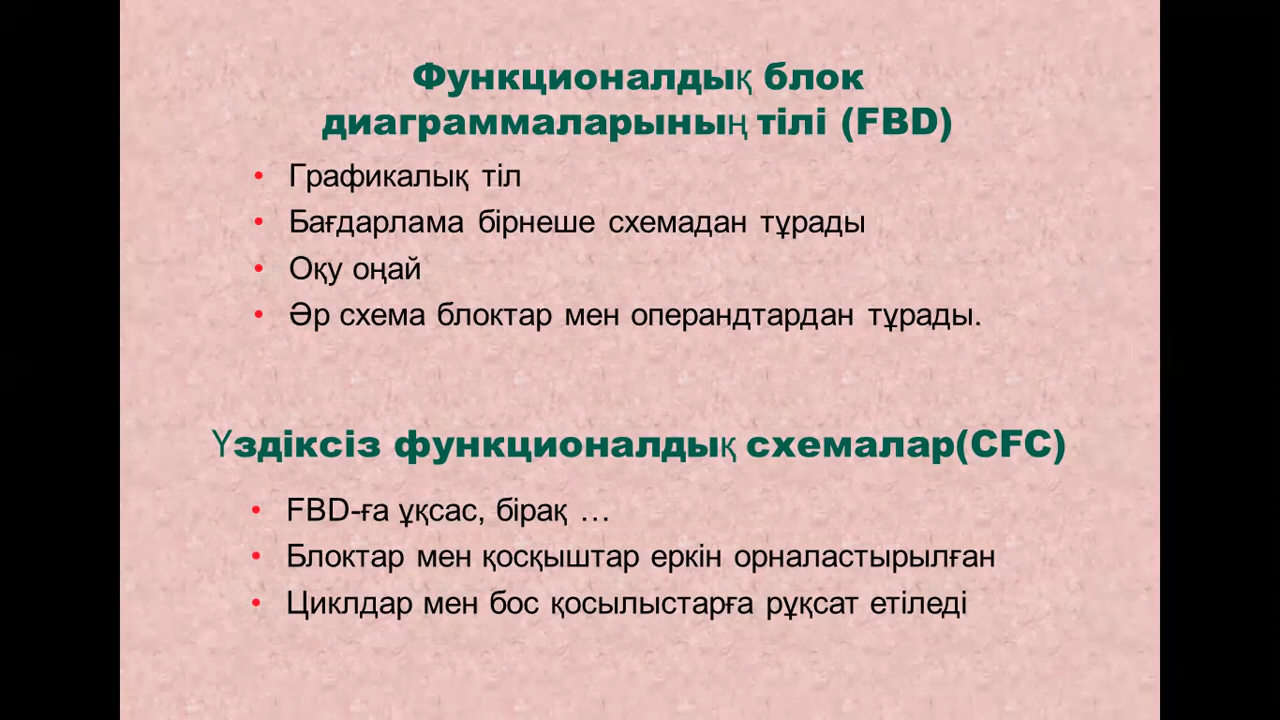 Функционалдық блок
диаграммаларының тілі (FBD)
• Графикалық тіл
• Бағдарлама бірнеше схемадан тұрады
• Оқу оңай
• Әр схема блоктар мен операндтардан тұрады.
Үздіксіз функционалдық схемалар(CFC)
• FBD-ға ұқсас, бірақ …
• Блоктар мен қосқыштар еркін орналастырылған
• Циклдар мен бос қосылыстарға рұқсат етіледі